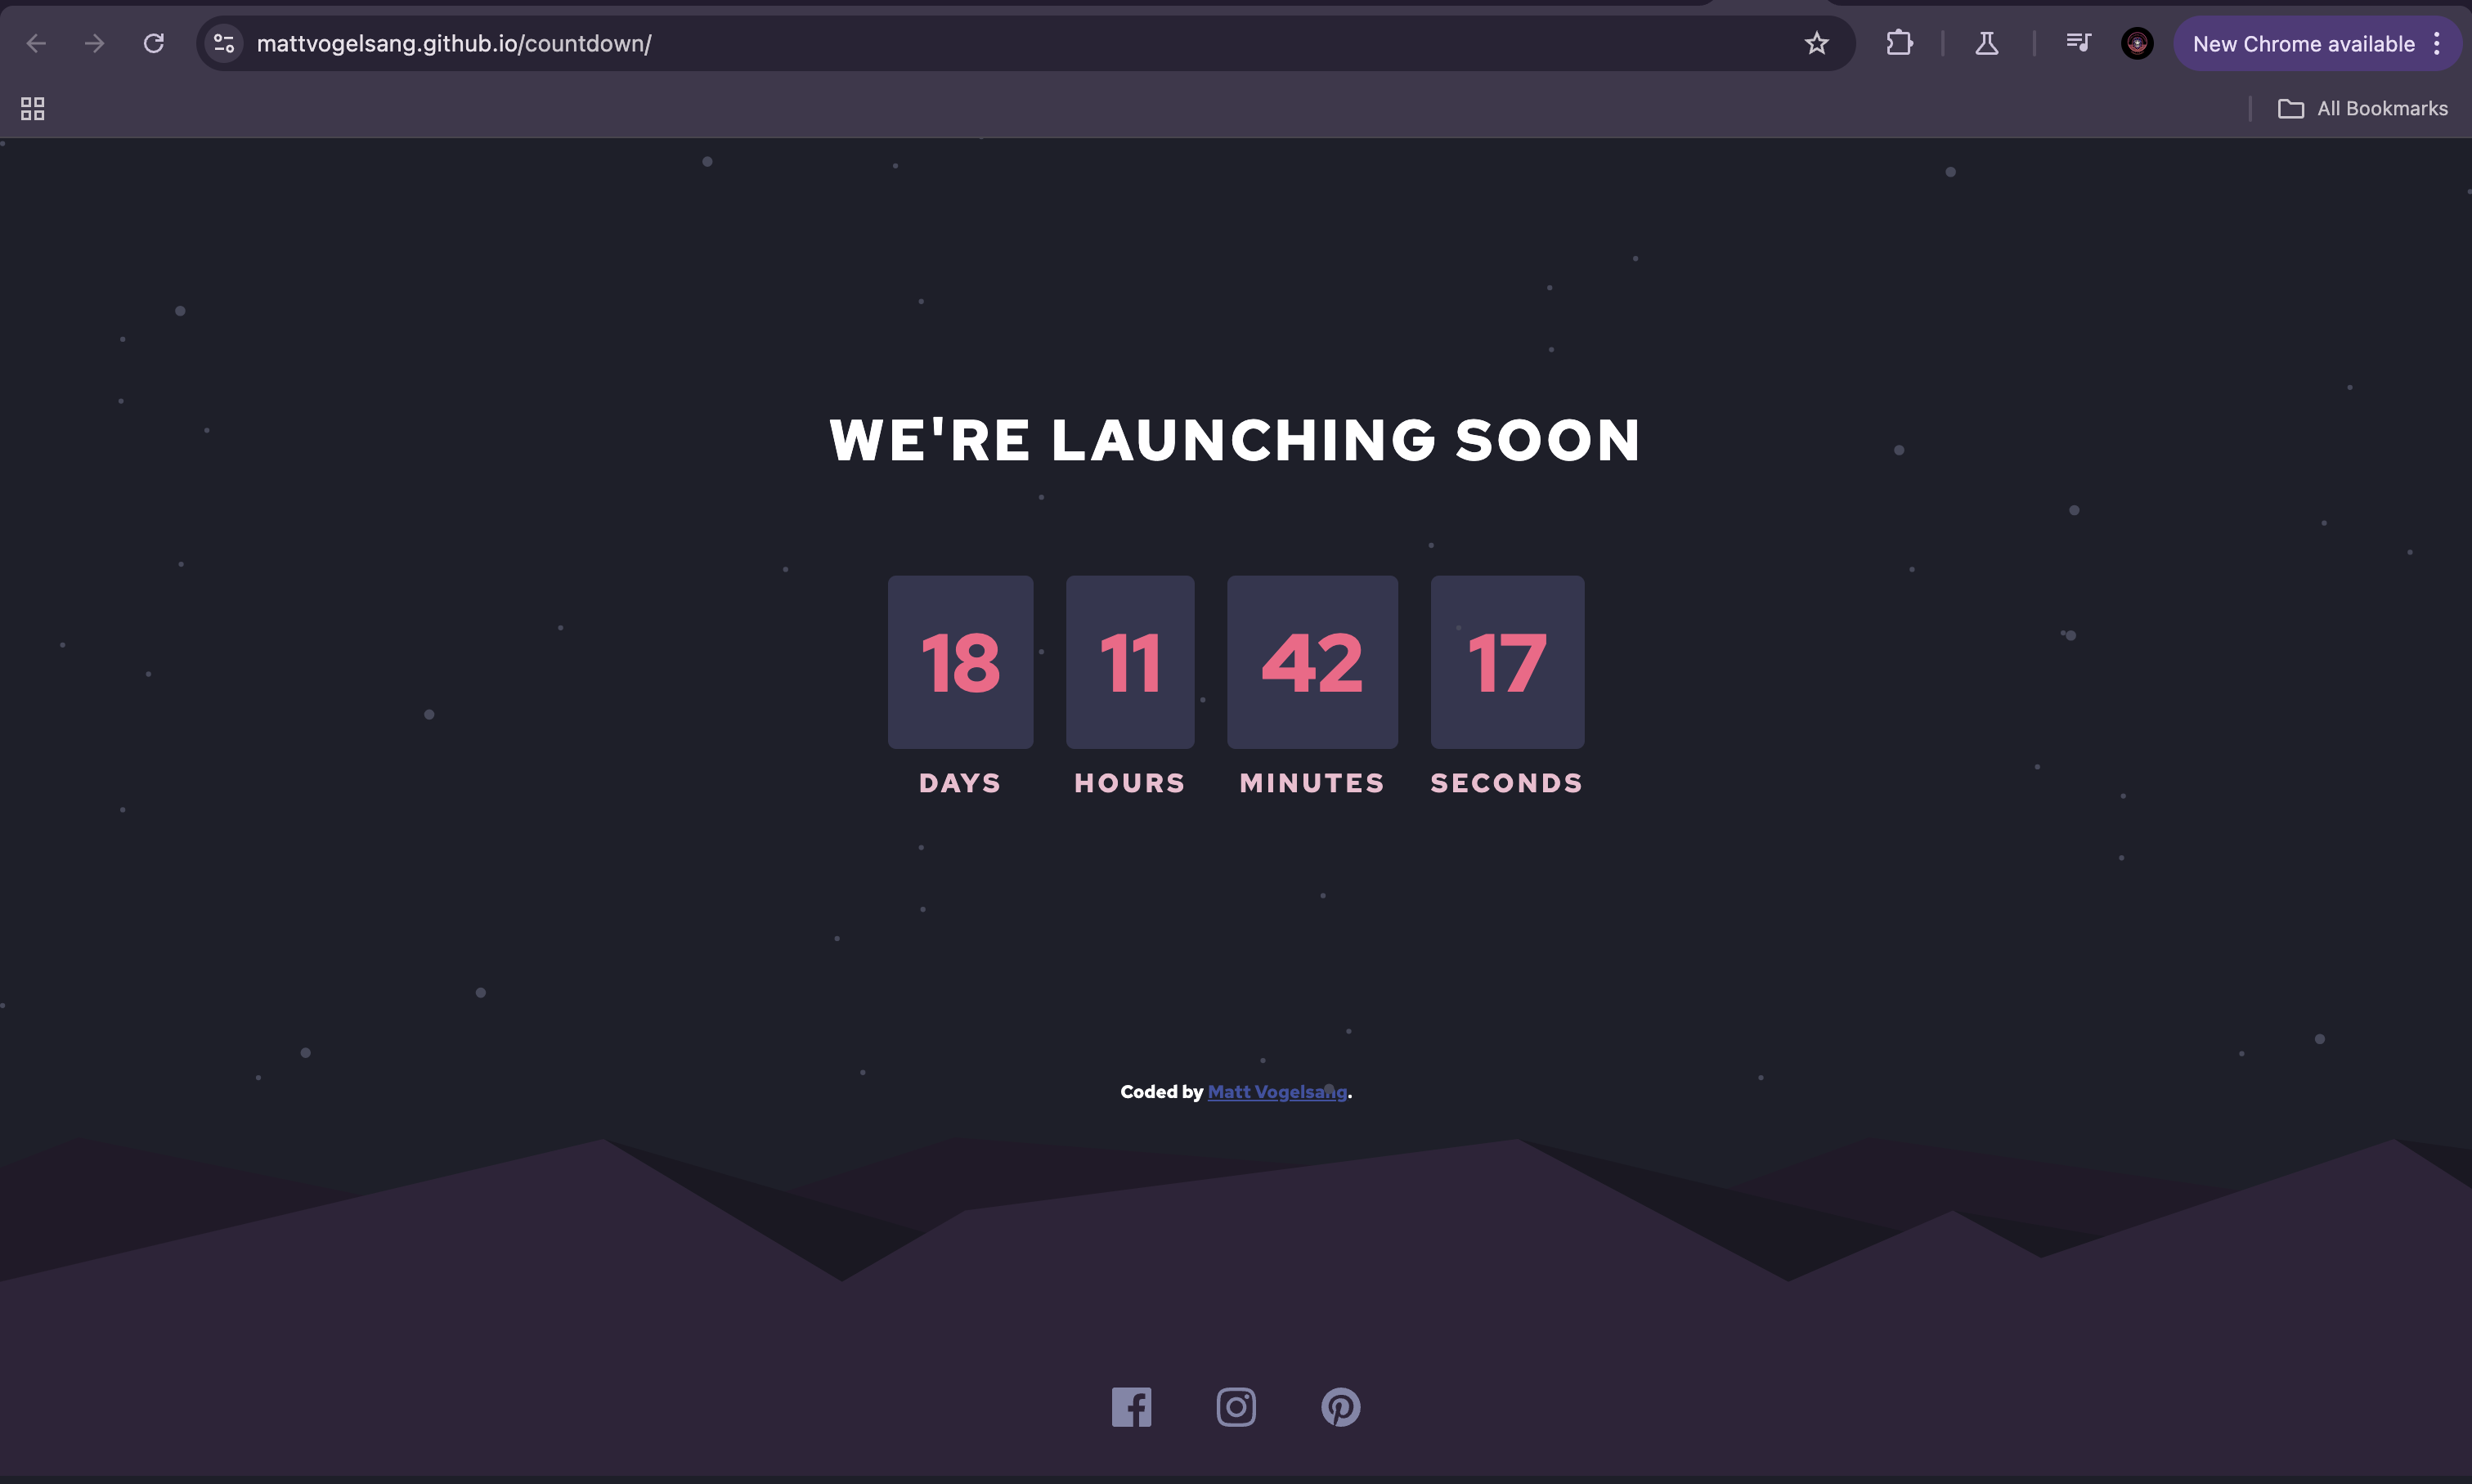 mattvogelsang.github.io/countdown/
New Chrome available
All Bookmarks
WE'RE LAUNCHING SOON
18 11 42 17
DAYS HOURS MINUTES SECONDS
Coded by Matt Vogelsang.